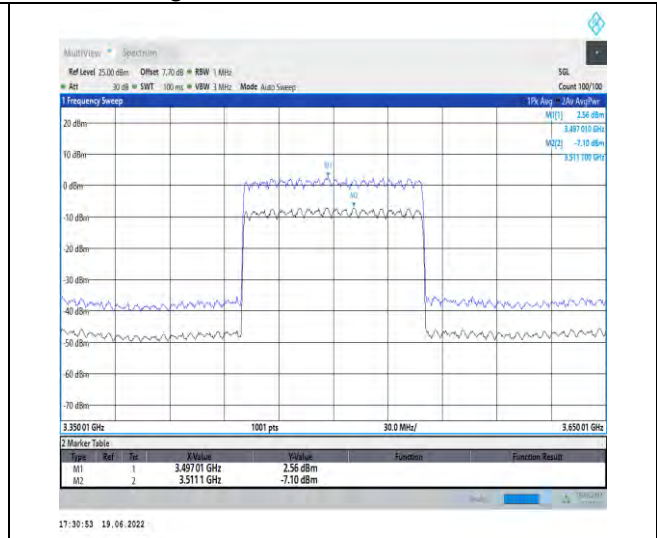 MultiView Spectrum
Ref Level 25.00 dBm Offset 7.70 dB RBW 1 MHz SGL
Att 30 dB SWT 100 ms VBW 3 MHz Mode Auto Sweep Count 100/100
1 Frequency Sweep 1Pk Avg 2Av AvgPwr
M1[1] 2.56 dBm
3.497 010 GHz
M2[2] -7.10 dBm
3.511 100 GHz
20 dBm
10 dBm
M1
0 dBm
M2
-10 dBm
-20 dBm
-30 dBm
-40 dBm
-50 dBm
-60 dBm
-70 dBm
3.350 01 GHz 1001 pts 30.0 MHz/ 3.650 01 GHz
2 Marker Table
Type Ref Trc X-Value Y-Value Function Function Result
M1 1 3.497 01 GHz 2.56 dBm
M2 2 3.511 1 GHz -7.10 dBm
17:30:53 19.06.2022